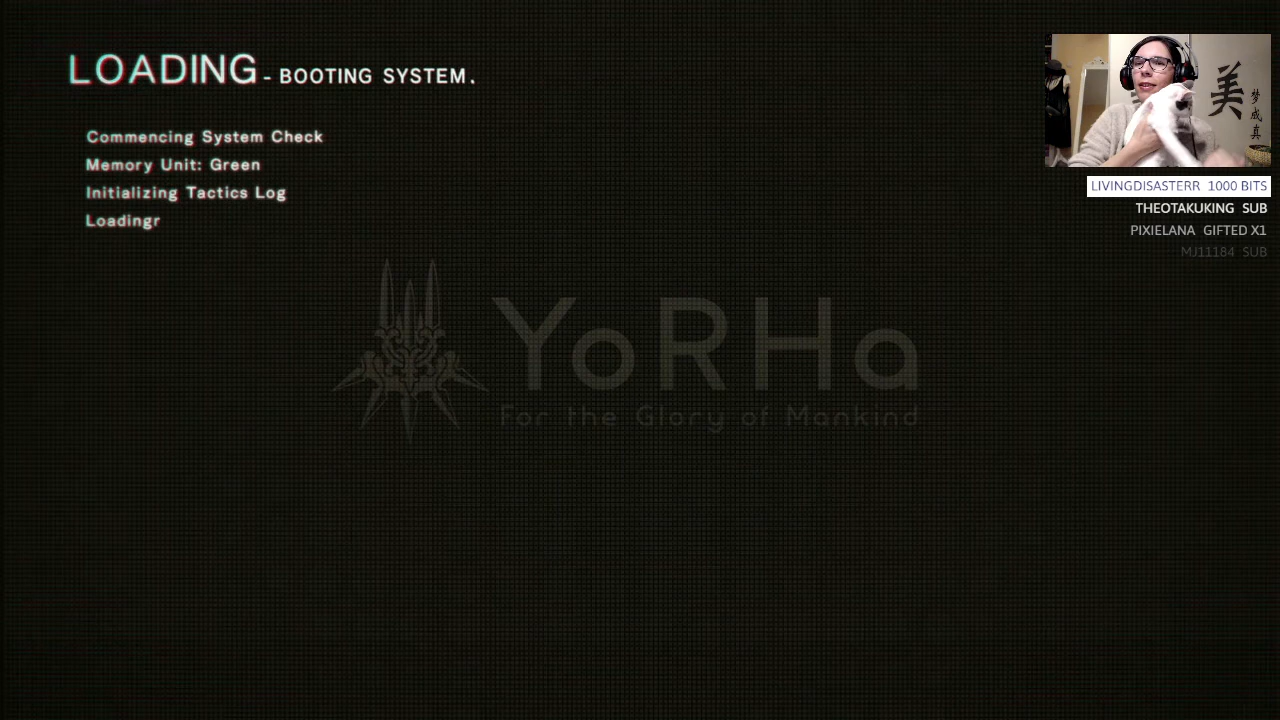 LOADING - BOOTING SYSTEM.
Commencing System Check
Memory Unit: Green
Initializing Tactics Log
Loadingr
YoRHa
For the Glory of Mankind
美
梦
成
真
LIVINGDISASTERR 1000 BITS
THEOTAKUKING SUB
PIXIELANA GIFTED X1
MJ11184 SUB